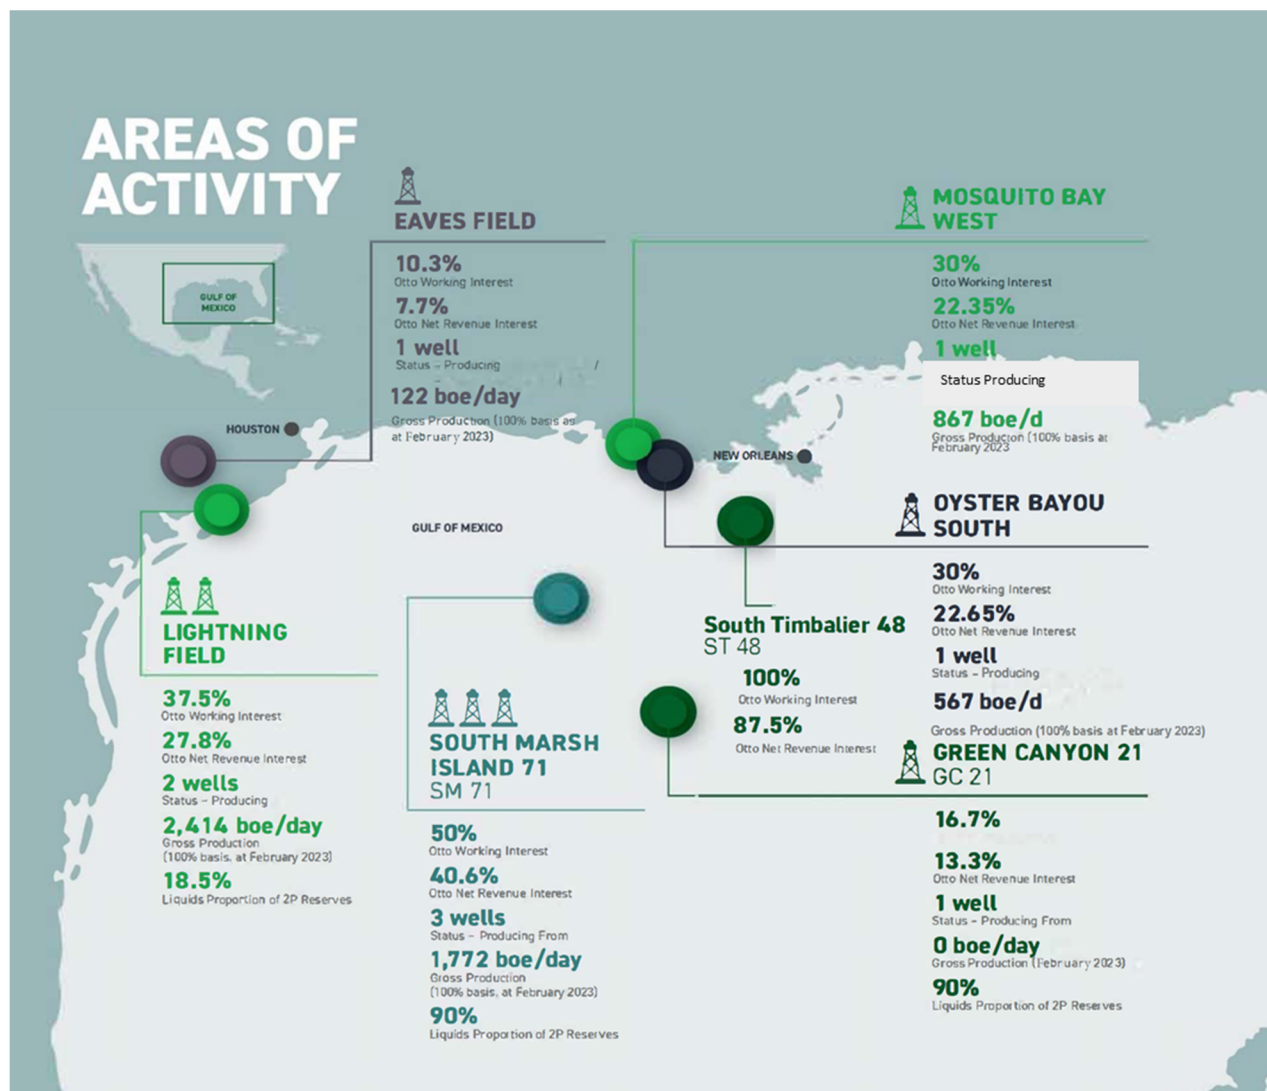 AREAS OF
ACTIVITY
GULF OF
MEXICO
EAVES FIELD
10.3%
Otto Working Interest
7.7%
Otto Net Revenue Interest
1 well
Status – Producing
122 boe/day
Gross Production (100% basis as
at February 2023)
MOSQUITO BAY
WEST
30%
Otto Working Interest
22.35%
Otto Net Revenue Interest
1 well
Status Producing
867 boe/d
Gross Production (100% basis at
February 2023
HOUSTON
NEW ORLEANS
GULF OF MEXICO
OYSTER BAYOU
SOUTH
30%
Otto Working Interest
22.65%
Otto Net Revenue Interest
1 well
Status – Producing
567 boe/d
Gross Production (100% basis at February 2023)
LIGHTNING
FIELD
37.5%
Otto Working Interest
27.8%
Otto Net Revenue Interest
2 wells
Status – Producing
2,414 boe/day
Gross Production
(100% basis, at February 2023)
18.5%
Liquids Proportion of 2P Reserves
SOUTH MARSH
ISLAND 71
SM 71
50%
Otto Working Interest
40.6%
Otto Net Revenue Interest
3 wells
Status – Producing From
1,772 boe/day
Gross Production
(100% basis, at February 2023)
90%
Liquids Proportion of 2P Reserves
South Timbalier 48
ST 48
100%
Otto Working Interest
87.5%
Otto Net Revenue Interest
GREEN CANYON 21
GC 21
16.7%
13.3%
Otto Net Revenue Interest
1 well
Status – Producing From
0 boe/day
Gross Production (February 2023)
90%
Liquids Proportion of 2P Reserves